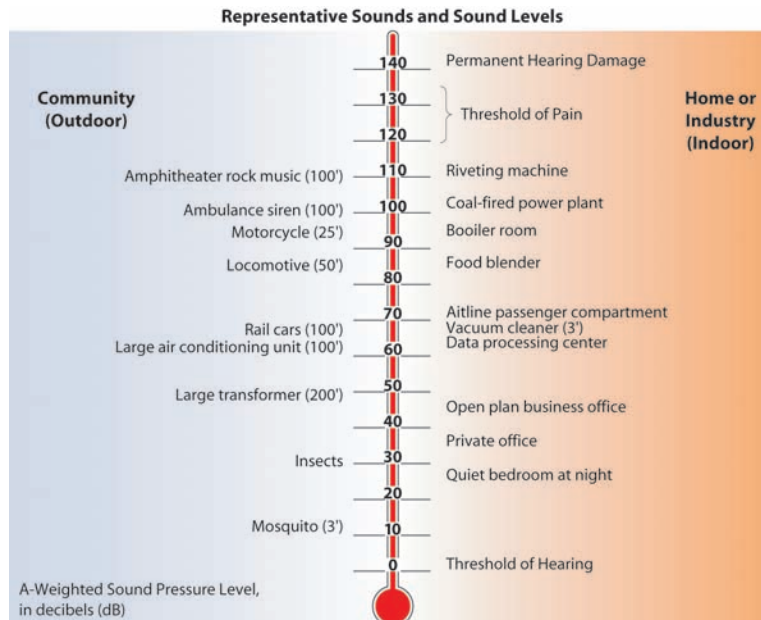 Representative Sounds and Sound Levels
Community
(Outdoor)
Home or
Industry
(Indoor)
140
Permanent Hearing Damage
130
Threshold of Pain
120
Amphitheater rock music (100')
110
Riveting machine
Ambulance siren (100')
100
Coal-fired power plant
Motorcycle (25')
Booiler room
90
Locomotive (50')
Food blender
80
70
Aitline passenger compartment
Rail cars (100')
Vacuum cleaner (3')
Large air conditioning unit (100')
60
Data processing center
50
Large transformer (200')
Open plan business office
40
Private office
Insects
30
Quiet bedroom at night
20
Mosquito (3')
10
0
Threshold of Hearing
A-Weighted Sound Pressure Level,
in decibels (dB)